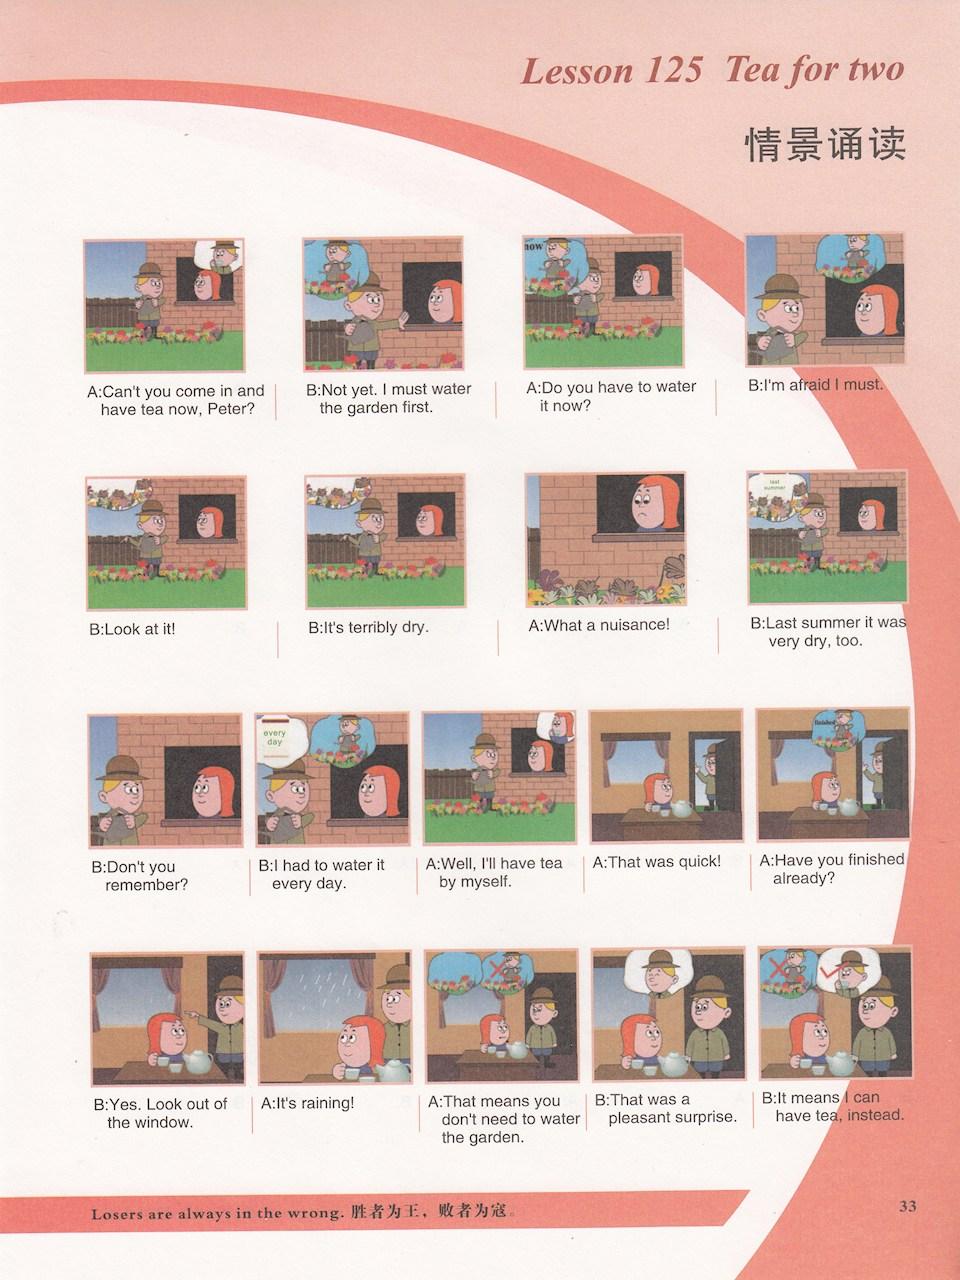 Lesson 125 Tea for two
情景诵读
now
A:Can't you come in and
have tea now, Peter?
B:Not yet. I must water
the garden first.
A:Do you have to water
it now?
B:I'm afraid I must.
last
summer
B:Look at it!
B:It's terribly dry.
A:What a nuisance!
B:Last summer it was
very dry, too.
every
day
finished
B:Don't you
remember?
B:I had to water it
every day.
A:Well, I'll have tea
by myself.
A:That was quick!
A:Have you finished
already?
B:Yes. Look out of
the window.
A:It's raining!
A:That means you
don't need to water
the garden.
B:That was a
pleasant surprise.
B:It means I can
have tea, instead.
Losers are always in the wrong. 胜者为王，败者为寇。
33